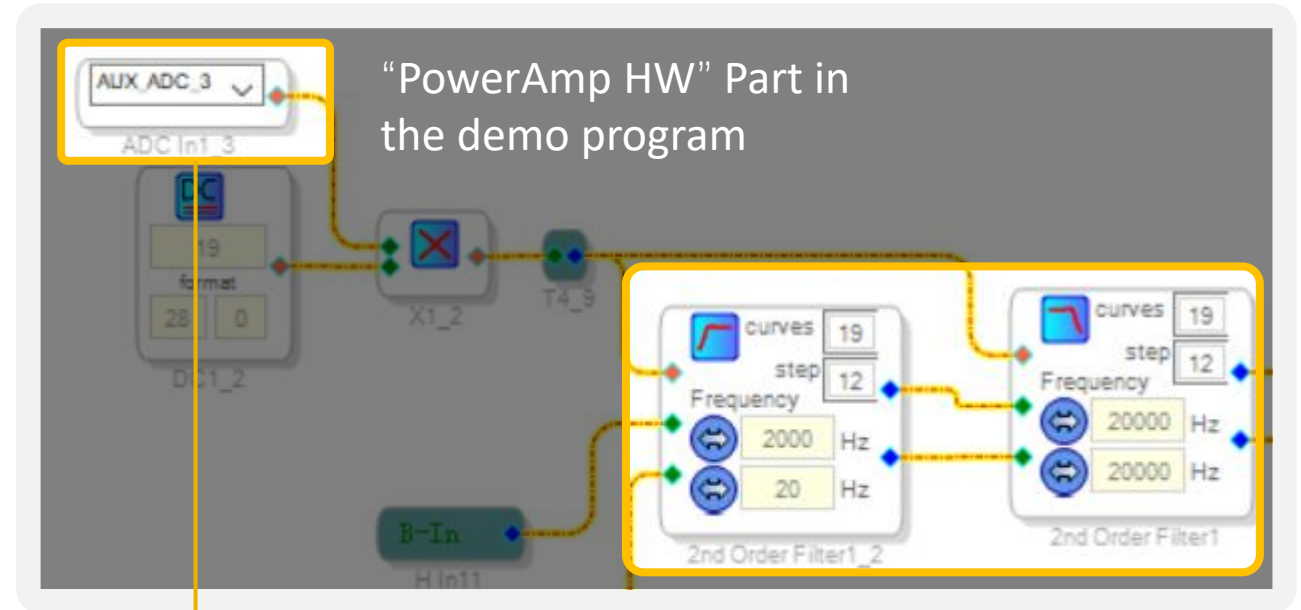 AUX_ADC_3
ADC In1_3
“PowerAmp HW” Part in
the demo program
DC
19
format
28 0
DC1_2
X1_2
T4_9
curves 19
step 12
Frequency
2000 Hz
20 Hz
2nd Order Filter1_2
curves 19
step 12
Frequency
20000 Hz
20000 Hz
2nd Order Filter1
B-In
H In11